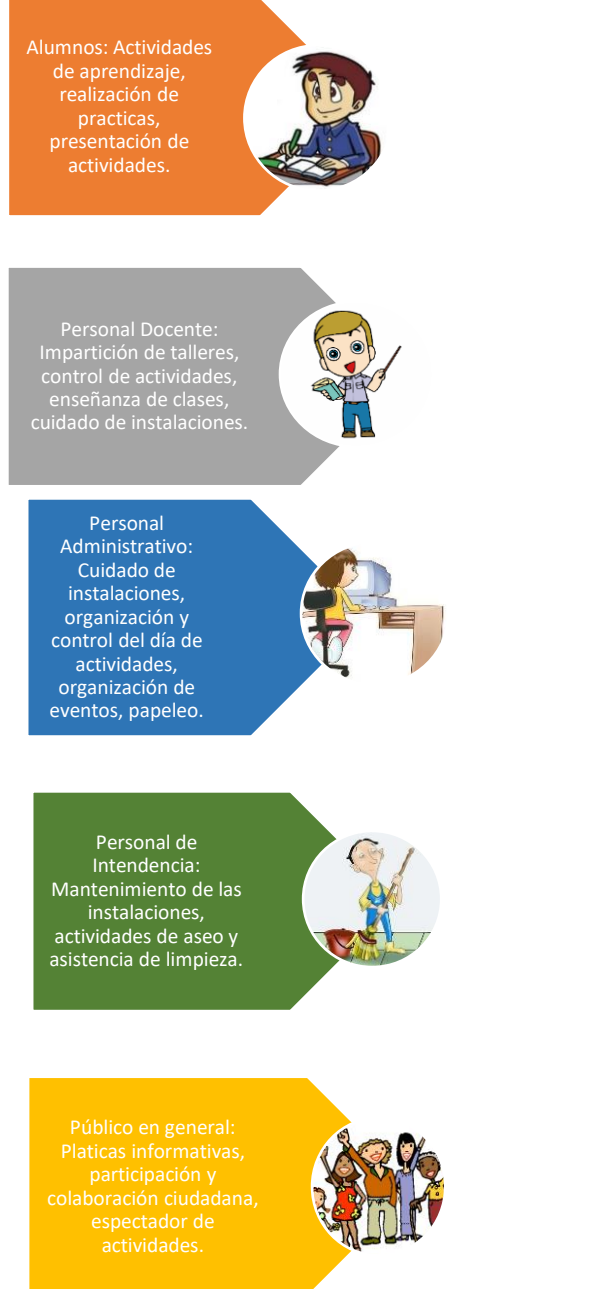 Alumnos: Actividades
de aprendizaje,
realización de
practicas,
presentación de
actividades.
Personal Docente:
Impartición de talleres,
control de actividades,
enseñanza de clases,
cuidado de instalaciones.
Personal
Administrativo:
Cuidado de
instalaciones,
organización y
control del día de
actividades,
organización de
eventos, papeleo.
Personal de
Intendencia:
Mantenimiento de las
instalaciones,
actividades de aseo y
asistencia de limpieza.
Público en general:
Platicas informativas,
participación y
colaboración ciudadana,
espectador de
actividades.